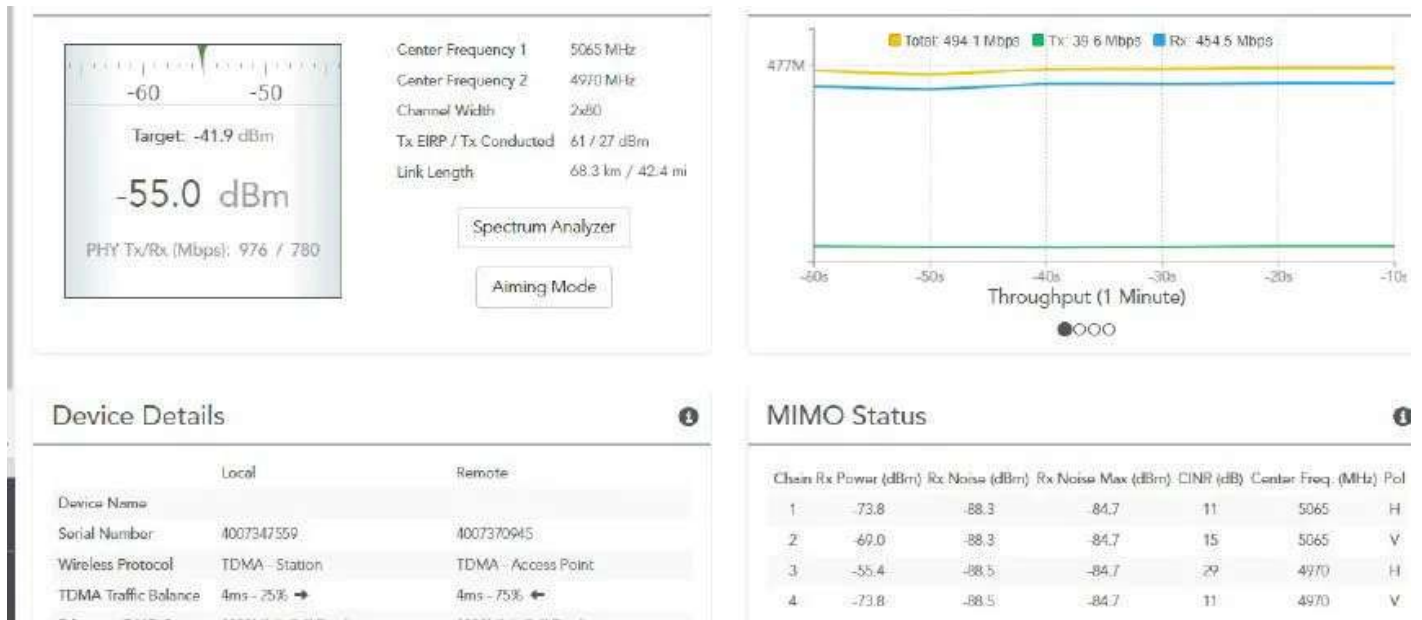 -60 -50
Target: -41.9 dBm
-55.0 dBm
PHY Tx/Rx (Mbps): 976 / 780
Center Frequency 1 5065 MHz
Center Frequency 2 4970 MHz
Channel Width 2x80
Tx EIRP / Tx Conducted 61 / 27 dBm
Link Length 68.3 km / 42.4 mi
Spectrum Analyzer
Aiming Mode
Total: 494.1 Mbps Tx: 39.6 Mbps Rx: 454.5 Mbps
477M
-60s -50s -40s -30s -20s -10s
Throughput (1 Minute)
Device Details
Local Remote
Device Name
Serial Number 4007347559 4007370945
Wireless Protocol TDMA - Station TDMA - Access Point
TDMA Traffic Balance 4ms - 25% → 4ms - 75% ←
MIMO Status
Chain Rx Power (dBm) Rx Noise (dBm) Rx Noise Max (dBm) CINR (dB) Center Freq. (MHz) Pol
1 -73.8 -88.3 -84.7 11 5065 H
2 -69.0 -88.3 -84.7 15 5065 V
3 -55.4 -88.5 -84.7 29 4970 H
4 -73.8 -88.5 -84.7 11 4970 V